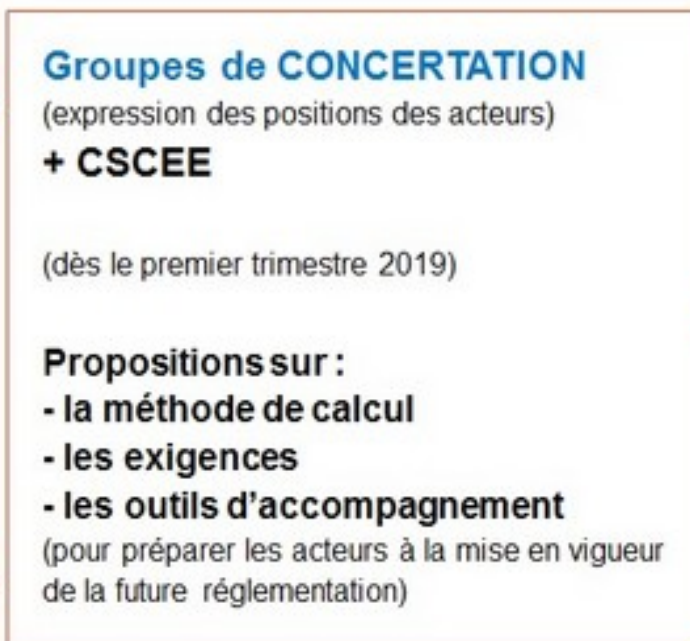 Groupes de CONCERTATION
(expression des positions des acteurs)
+ CSCEE
(dès le premier trimestre 2019)
Propositions sur :
- la méthode de calcul
- les exigences
- les outils d'accompagnement
(pour préparer les acteurs à la mise en vigueur
de la future réglementation)